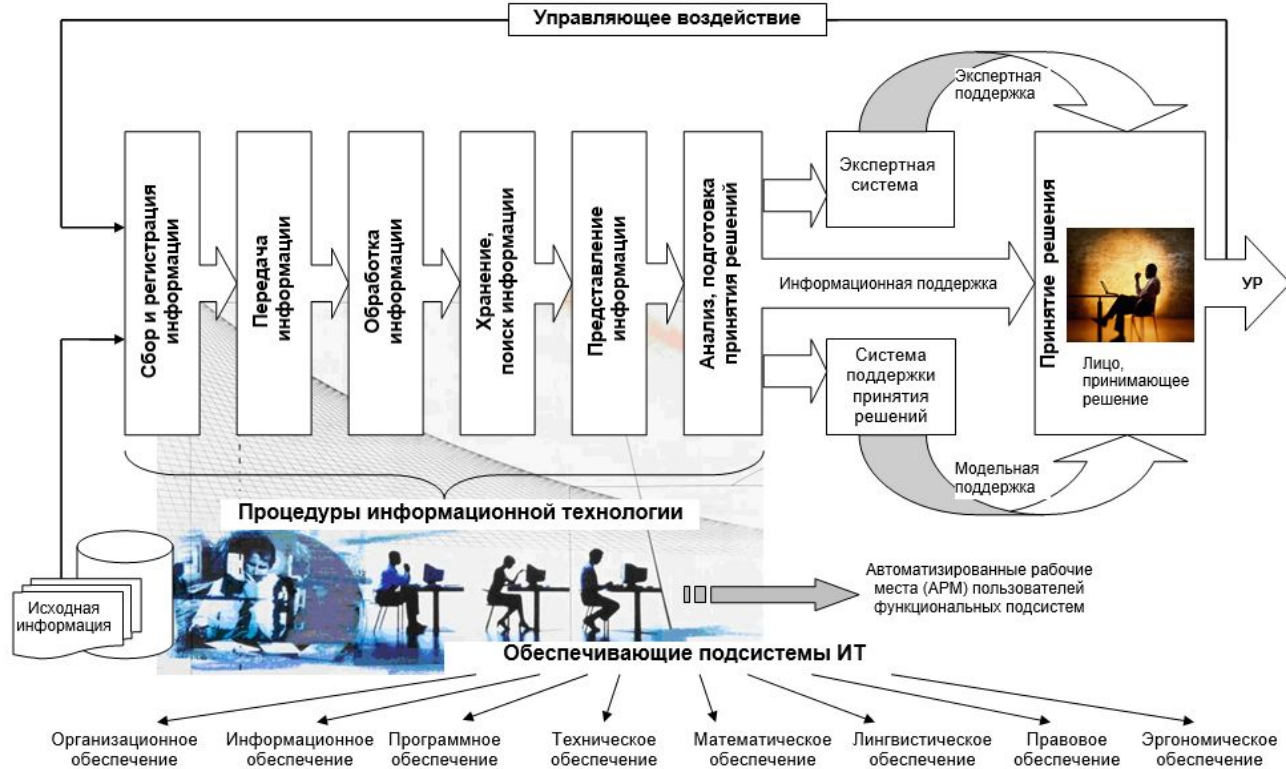 Управляющее воздействие
Экспертная
поддержка
Сбор и регистрация
информации
Передача
информации
Обработка
информации
Хранение,
поиск информации
Представление
информации
Анализ, подготовка
принятия решений
Экспертная
система
Информационная поддержка
Система
поддержки
принятия
решений
Принятие решения
Лицо,
принимающее
решение
УР
Модельная
поддержка
Процедуры информационной технологии
Исходная
информация
Автоматизированные рабочие
места (АРМ) пользователей
функциональных подсистем
Обеспечивающие подсистемы ИТ
Организационное
обеспечение
Информационное
обеспечение
Программное
обеспечение
Техническое
обеспечение
Математическое
обеспечение
Лингвистическое
обеспечение
Правовое
обеспечение
Эргономическое
обеспечение